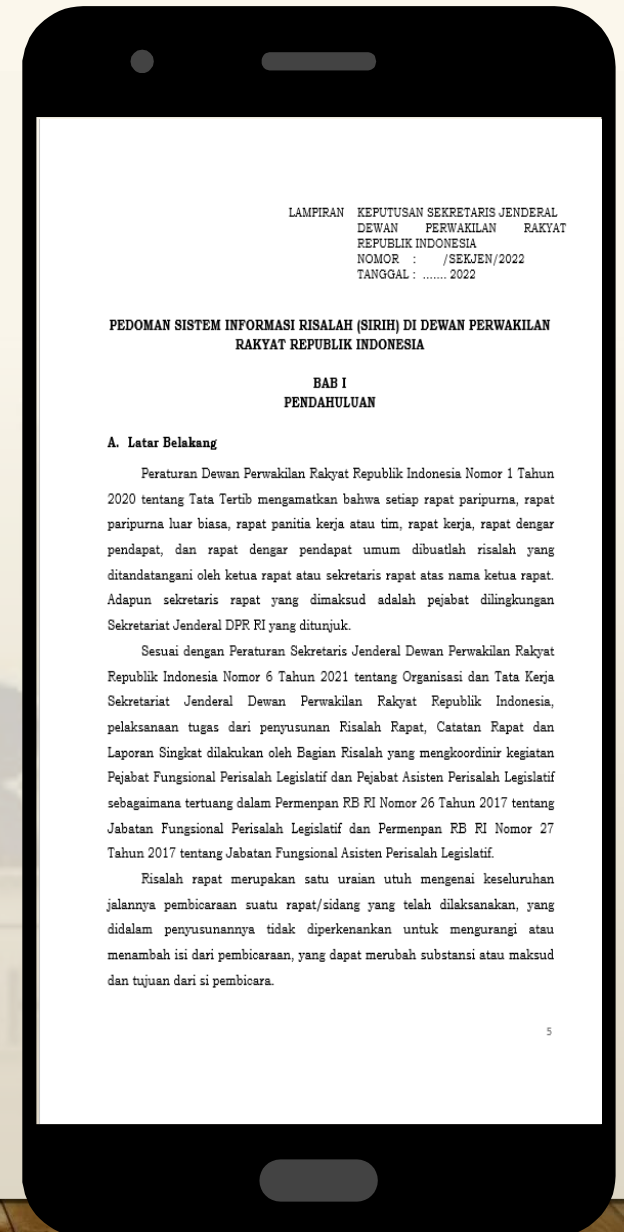 LAMPIRAN KEPUTUSAN SEKRETARIS JENDERAL
DEWAN PERWAKILAN RAKYAT
REPUBLIK INDONESIA
NOMOR : /SEKJEN/2022
TANGGAL : ....... 2022
PEDOMAN SISTEM INFORMASI RISALAH (SIRIH) DI DEWAN PERWAKILAN
RAKYAT REPUBLIK INDONESIA
BAB I
PENDAHULUAN
A. Latar Belakang
Peraturan Dewan Perwakilan Rakyat Republik Indonesia Nomor 1 Tahun
2020 tentang Tata Tertib mengamatkan bahwa setiap rapat paripurna, rapat
paripurna luar biasa, rapat panitia kerja atau tim, rapat kerja, rapat dengar
pendapat, dan rapat dengar pendapat umum dibuatlah risalah yang
ditandatangani oleh ketua rapat atau sekretaris rapat atas nama ketua rapat.
Adapun sekretaris rapat yang dimaksud adalah pejabat dilingkungan
Sekretariat Jenderal DPR RI yang ditunjuk.
Sesuai dengan Peraturan Sekretaris Jenderal Dewan Perwakilan Rakyat
Republik Indonesia Nomor 6 Tahun 2021 tentang Organisasi dan Tata Kerja
Sekretariat Jenderal Dewan Perwakilan Rakyat Republik Indonesia,
pelaksanaan tugas dari penyusunan Risalah Rapat, Catatan Rapat dan
Laporan Singkat dilakukan oleh Bagian Risalah yang mengkoordinir kegiatan
Pejabat Fungsional Perisalah Legislatif dan Pejabat Asisten Perisalah Legislatif
sebagaimana tertuang dalam Permenpan RB RI Nomor 26 Tahun 2017 tentang
Jabatan Fungsional Perisalah Legislatif dan Permenpan RB RI Nomor 27
Tahun 2017 tentang Jabatan Fungsional Asisten Perisalah Legislatif.
Risalah rapat merupakan satu uraian utuh mengenai keseluruhan
jalannya pembicaraan suatu rapat/sidang yang telah dilaksanakan, yang
didalam penyusunannya tidak diperkenankan untuk mengurangi atau
menambah isi dari pembicaraan, yang dapat merubah substansi atau maksud
dan tujuan dari si pembicara.
5